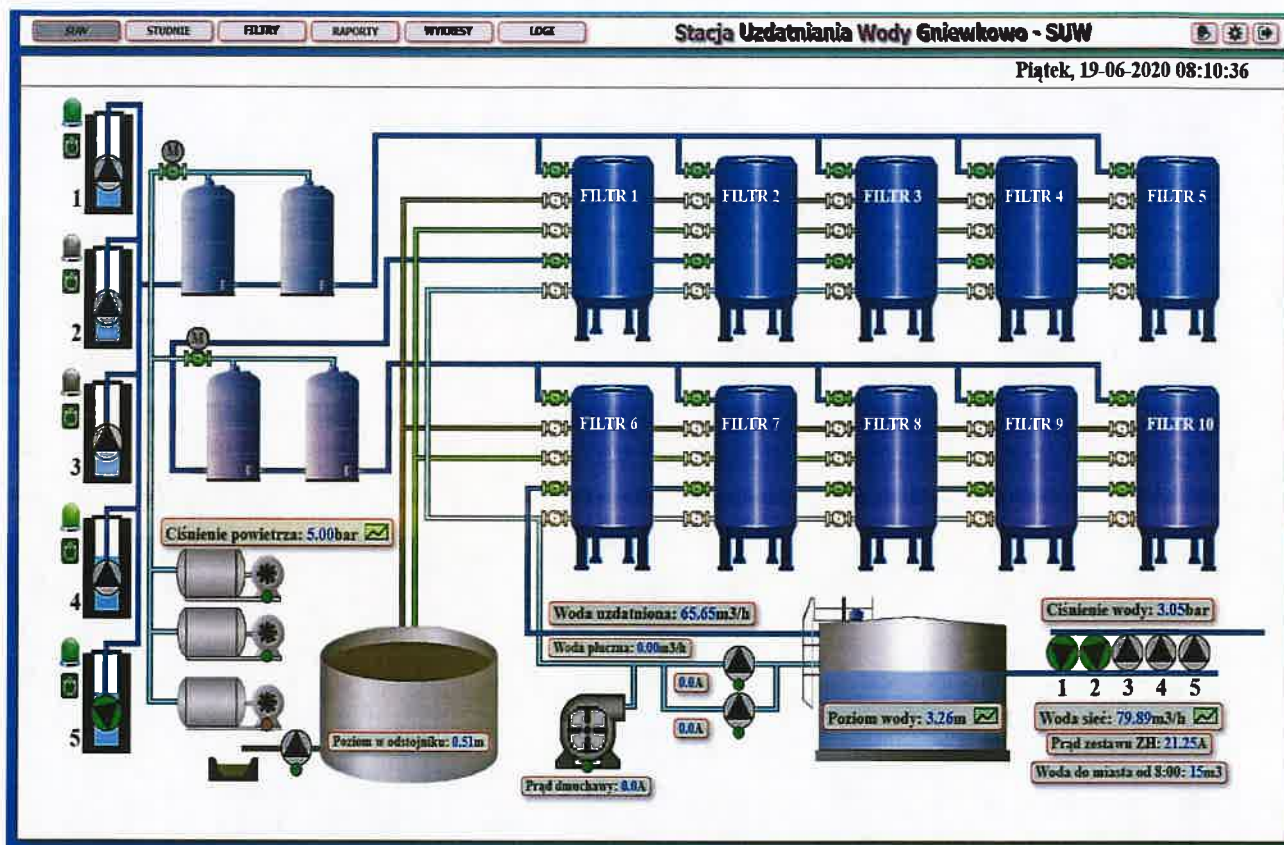 SUW STUDNIE FILTRY RAPORTY WYKRESY LOGI
Stacja Uzdatniania Wody Gniewkowo - SUW
Piątek, 19-06-2020 08:10:36
1
2
3
4
5
M
M
FILTR 1 FILTR 2 FILTR 3 FILTR 4 FILTR 5
FILTR 6 FILTR 7 FILTR 8 FILTR 9 FILTR 10
Ciśnienie powietrza: 5.00bar
Woda uzdatniona: 65.65m3/h
Woda płuczna: 0.00m3/h
0.0A
0.0A
Poziom w odstojniku: 0.51m
Prąd dmuchawy: 0.0A
Poziom wody: 3.26m
Ciśnienie wody: 3.05bar
1 2 3 4 5
Woda sieć: 79.89m3/h
Prąd zestawu ZH: 21.25A
Woda do miasta od 8:00: 15m3